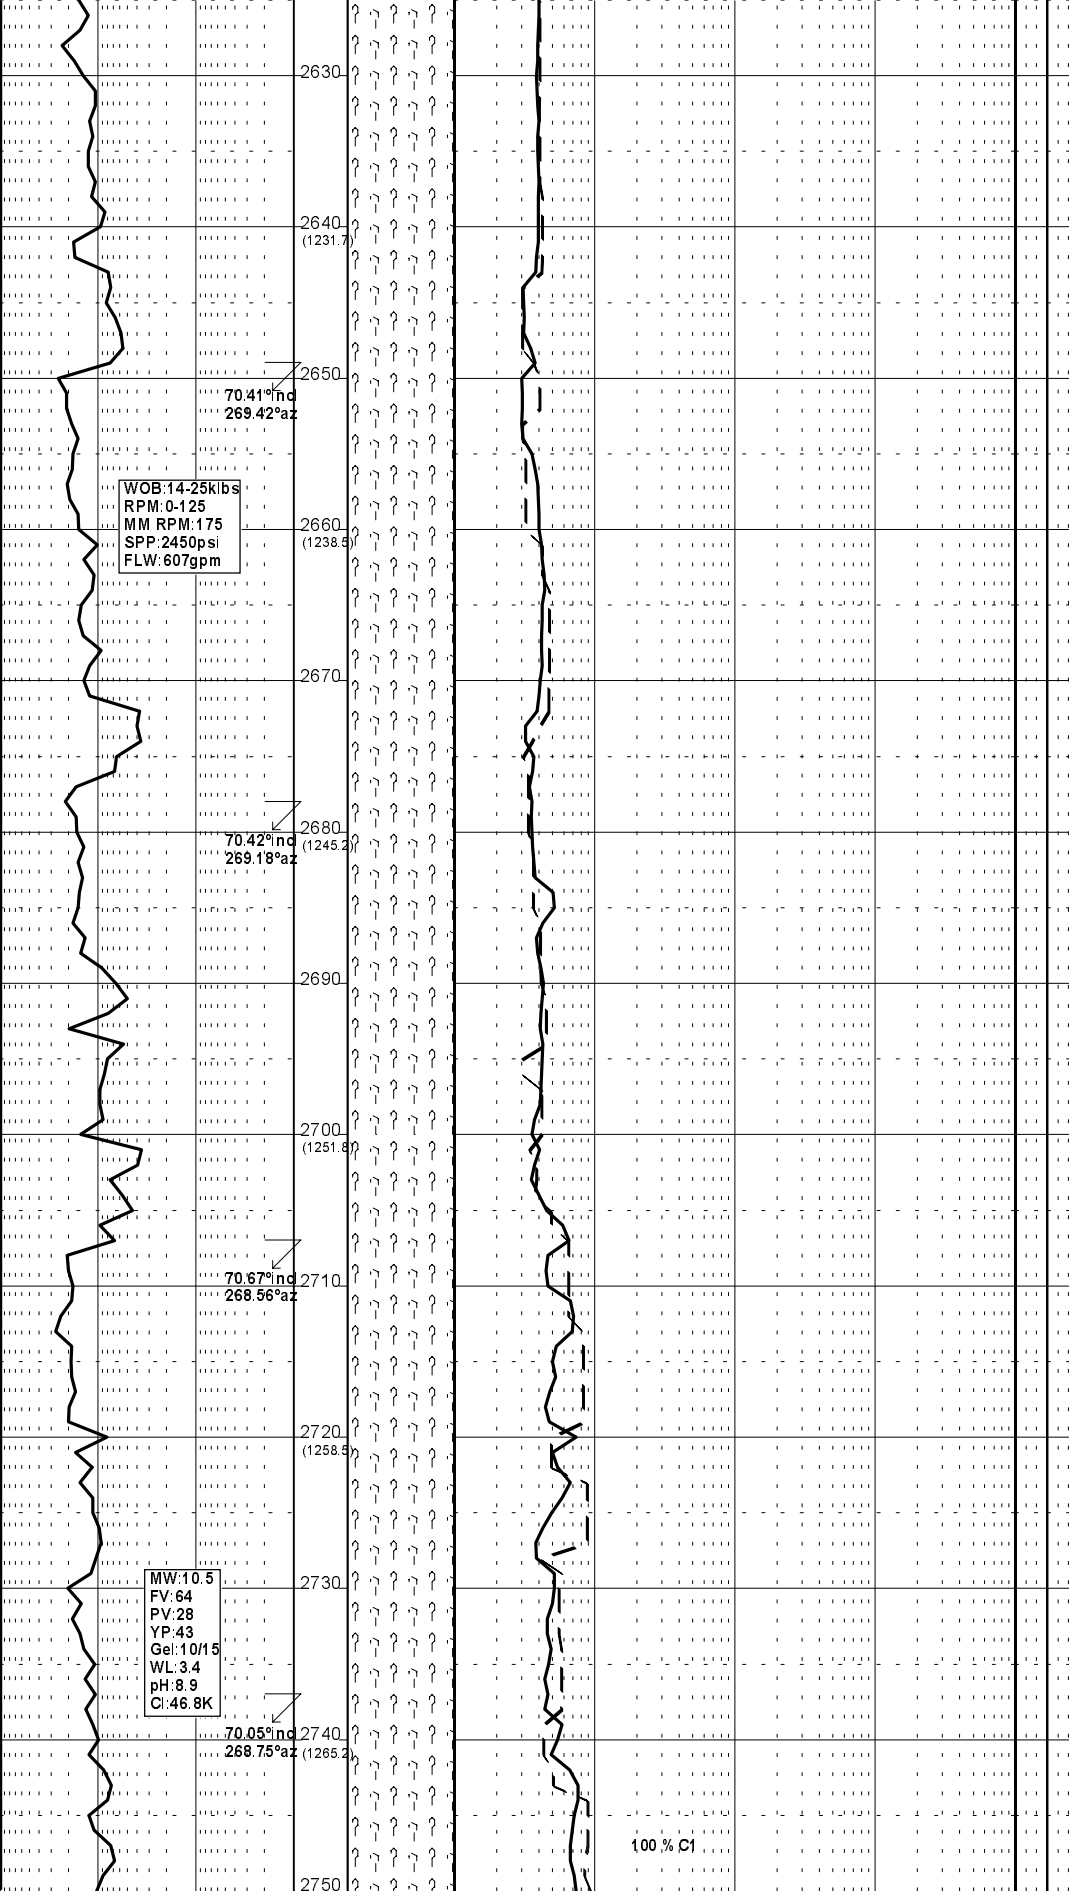 2630
2640
(1231.7)
2650
70.41°incl
269.42°az
WOB:14-25klbs
RPM:0-125
MM RPM:175
SPP:2450psi
FLW:607gpm
2660
(1238.5)
2670
2680
70.42°incl
(1245.2)
269.18°az
2690
2700
(1251.8)
70.67°incl
2710
268.56°az
2720
(1258.5)
MW:10.5
FV:64
PV:28
YP:43
Gel:10/15
WL:3.4
pH:8.9
Cl:46.8K
2730
70.05°incl
2740
268.75°az
(1265.2)
100 % C1
2750